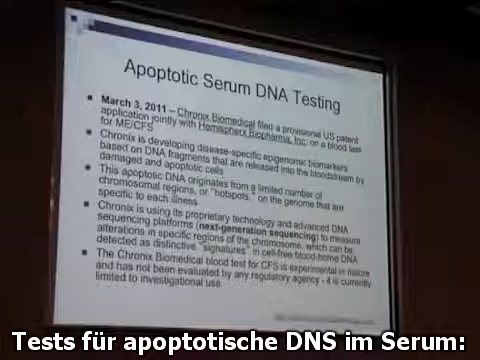 Apoptotic Serum DNA Testing
March 3, 2011 – Chronix Biomedical filed a provisional US patent
application jointly with Hemispherx Biopharma, Inc. on a blood test
for ME/CFS
Chronix is developing disease-specific epigenomic biomarkers
based on DNA fragments that are released into the bloodstream by
damaged and apoptotic cells
This apoptotic DNA originates from a limited number of
chromosomal regions, or "hotspots," on the genome that are
specific to each illness
Chronix is using its proprietary technology and advanced DNA
sequencing platforms (next-generation sequencing) to measure
alterations in specific regions of the chromosome, which can be
detected as distinctive "signatures" in cell-free blood-borne DNA
The Chronix Biomedical blood test for CFS is experimental in nature
and has not been evaluated by any regulatory agency - it is currently
limited to investigational use.
Tests für apoptotische DNS im Serum: